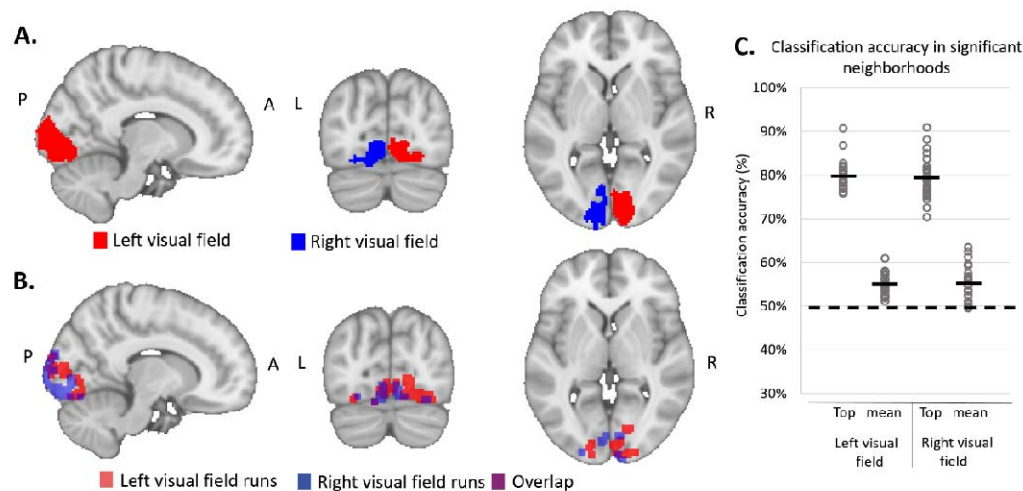 A.
P
A
L
R
Left visual field
Right visual field
B.
P
A
L
R
Left visual field runs
Right visual field runs
Overlap
C.
Classification accuracy in significant
neighborhoods
Classification accuracy (%)
100%
90%
80%
70%
60%
50%
40%
30%
Top mean Top mean
Left visual field
Right visual field